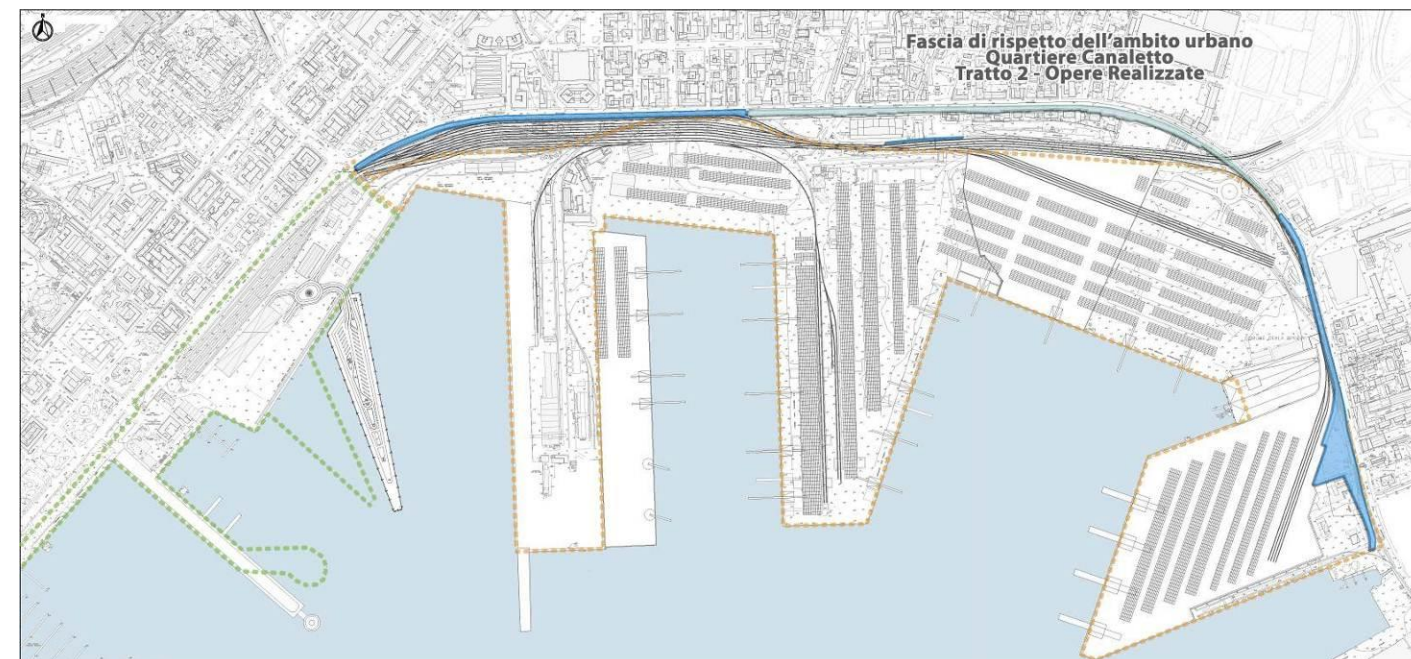 Fascia di rispetto dell'ambito urbano
Quartiere Canaletto
Tratto 2 - Opere Realizzate